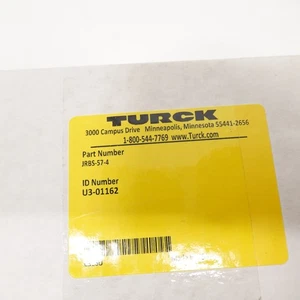 TURCK
3000 Campus Drive Minneapolis, Minnesota 55441-2656
1-800-544-7769 www.Turck.com
Part Number
JRBS-57-4
ID Number
U3-01162